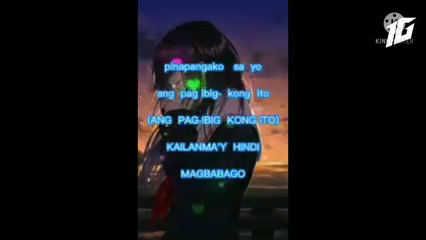 pinapangako sa yo
ang pag ibig- kong ito
(ANG PAG-IBIG KONG ITO)
KAILANMA'Y HINDI
MAGBABAGO